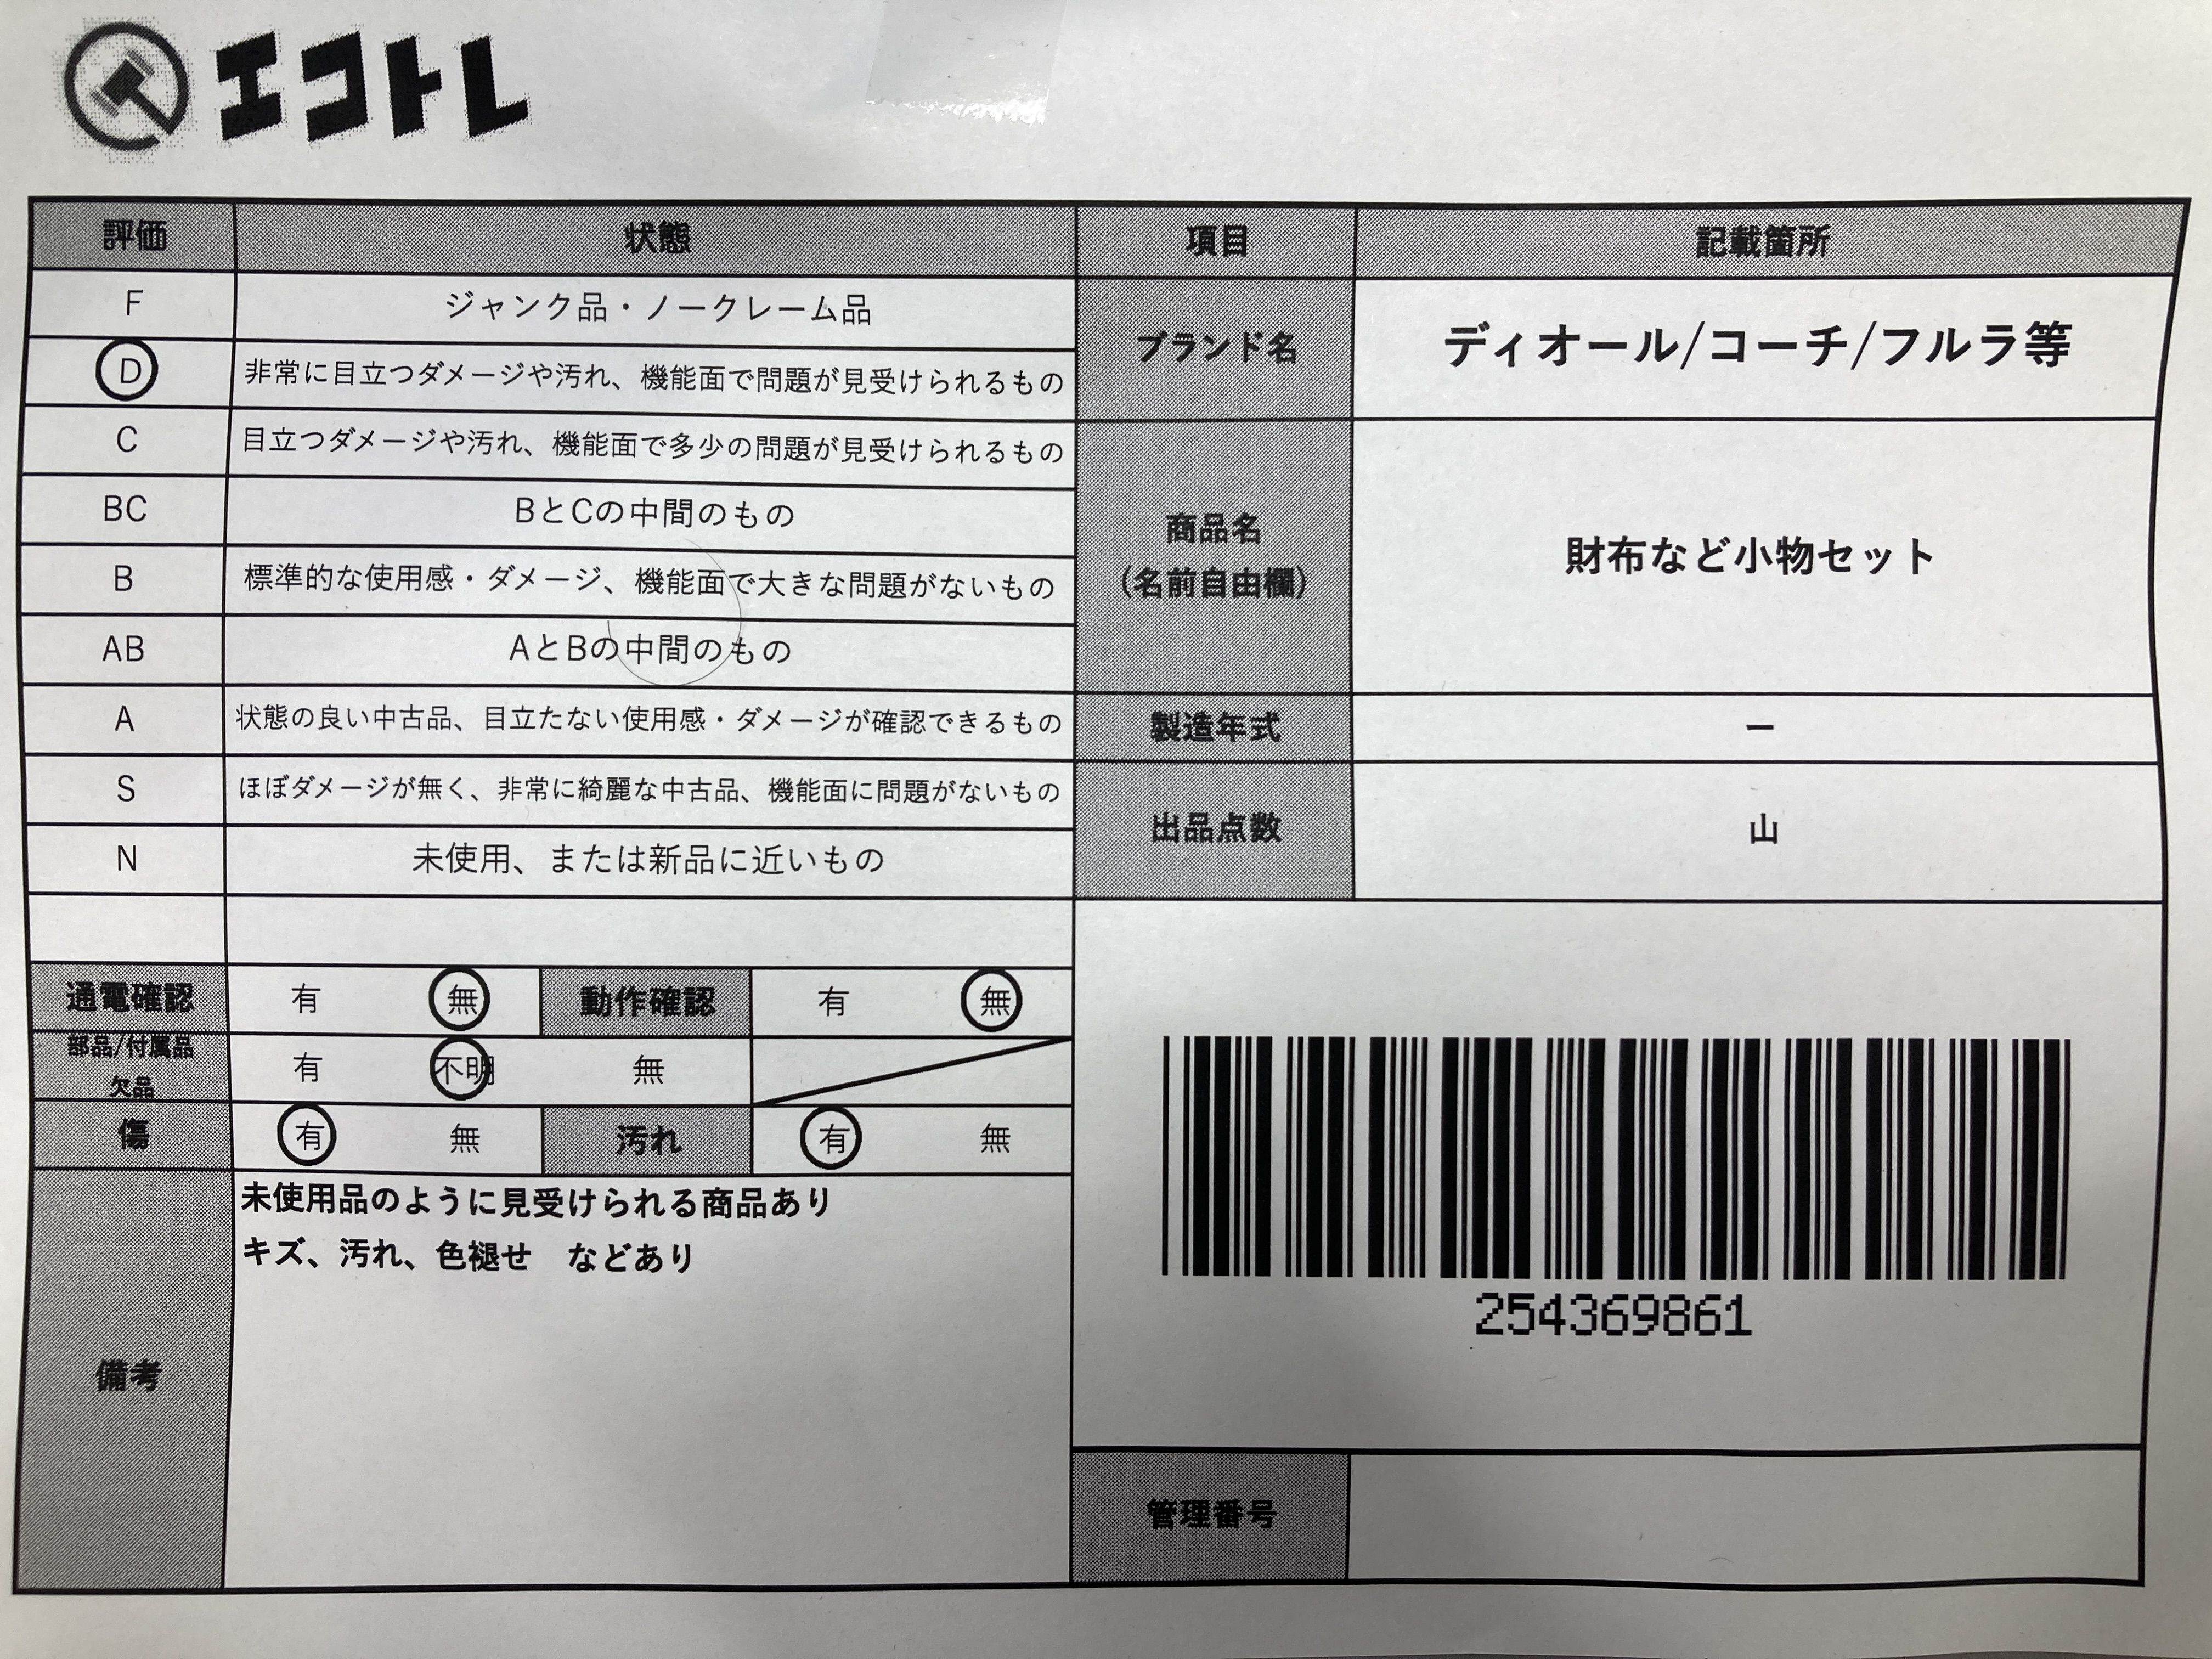 エコトレ
評価 状態 項目 記載箇所
F ジャンク品・ノークレーム品
D 非常に目立つダメージや汚れ、機能面で問題が見受けられるもの
C 目立つダメージや汚れ、機能面で多少の問題が見受けられるもの
BC BとCの中間のもの
B 標準的な使用感・ダメージ、機能面で大きな問題がないもの
AB AとBの中間のもの
A 状態の良い中古品、目立たない使用感・ダメージが確認できるもの
S ほぼダメージが無く、非常に綺麗な中古品、機能面に問題がないもの
N 未使用、または新品に近いもの
通電確認 有 無 動作確認 有 無
部品/付属品
欠品
有 不明 無
傷 有 無 汚れ 有 無
備考
未使用品のように見受けられる商品あり
キズ、汚れ、色褪せ　などあり
ブランド名 ディオール/コーチ/フルラ等
商品名
（名前自由欄）
財布など小物セット
製造年式 ー
出品点数 山
254369861
管理番号